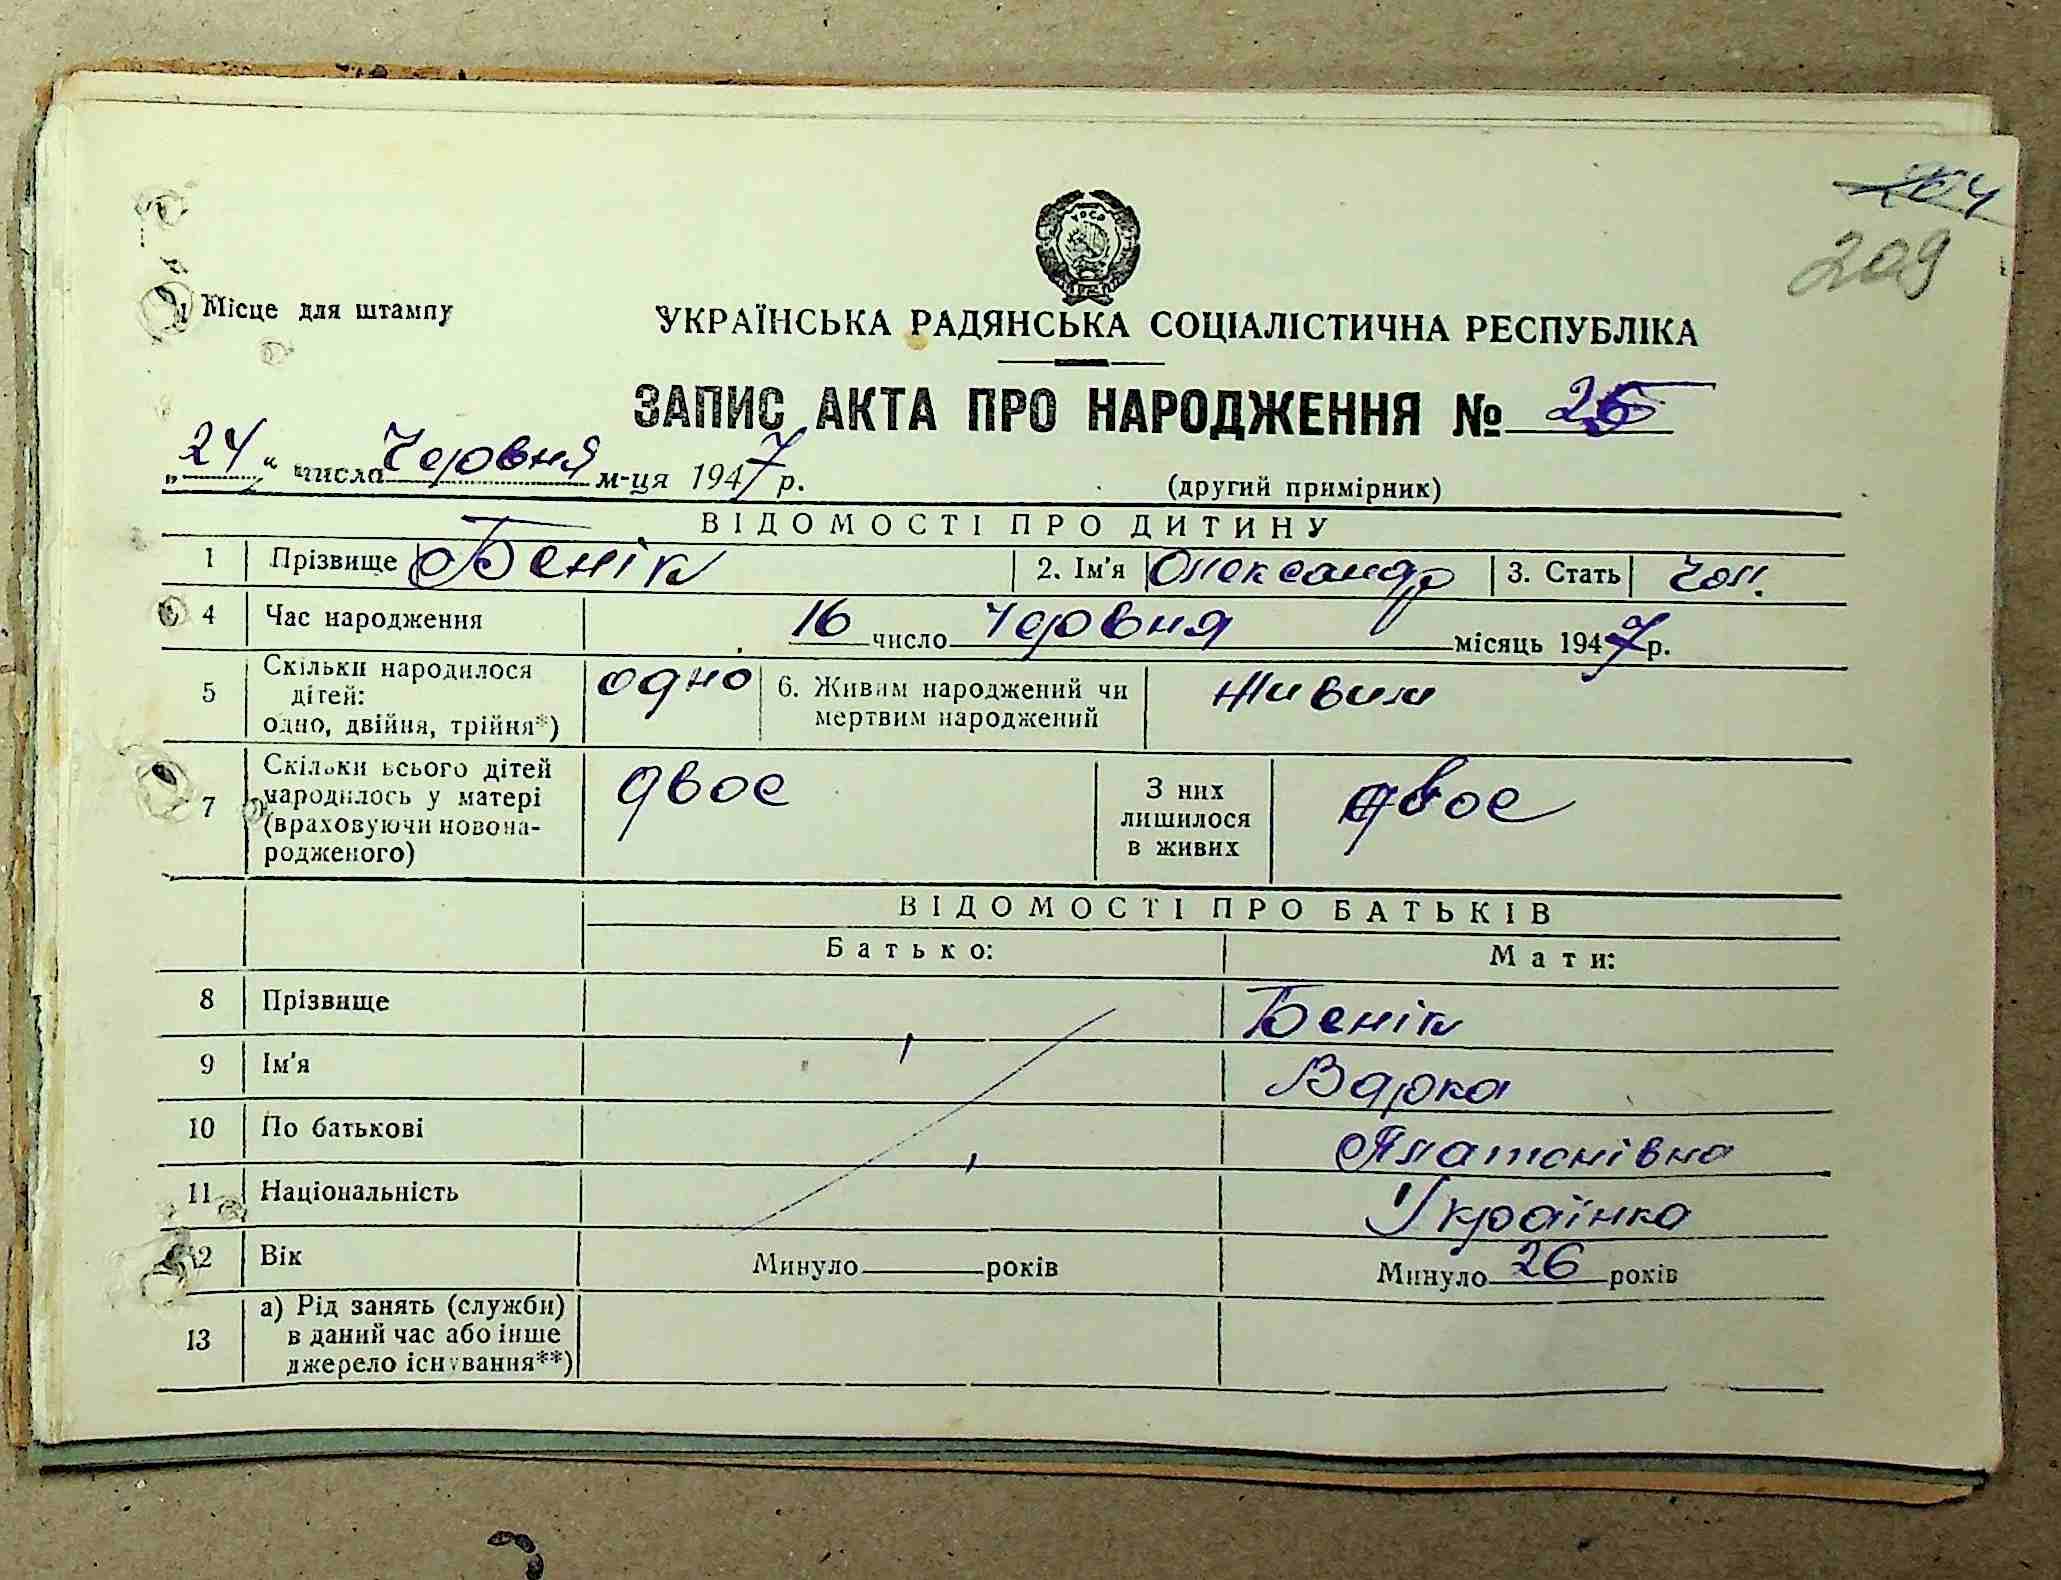 204
209
Місце для штампу
УКРАЇНСЬКА РАДЯНСЬКА СОЦІАЛІСТИЧНА РЕСПУБЛІКА
ЗАПИС АКТА ПРО НАРОДЖЕННЯ №
„24“ числа Червня м-ця 1947 р.
(другий примірник)
ВІДОМОСТІ ПРО ДИТИНУ
1 Прізвище Бенік 2. Ім'я Олександр 3. Стать Чол.
4 Час народження 16 число Червня місяць 1947 р.
5 Скільки народилося дітей: одно, двійня, трійня*) одно 6. Живим народжений чи мертвим народжений Живим
7 Скільки всього дітей народилось у матері (враховуючи новонародженого) двоє З них лишилося в живих двоє
ВІДОМОСТІ ПРО БАТЬКІВ
Батько: Мати:
8 Прізвище Бенік
9 Ім'я Варка
10 По батькові Платонівна
11 Національність Українка
12 Вік Минуло років Минуло 26 років
13 а) Рід занять (служби) в даний час або інше джерело існування**)